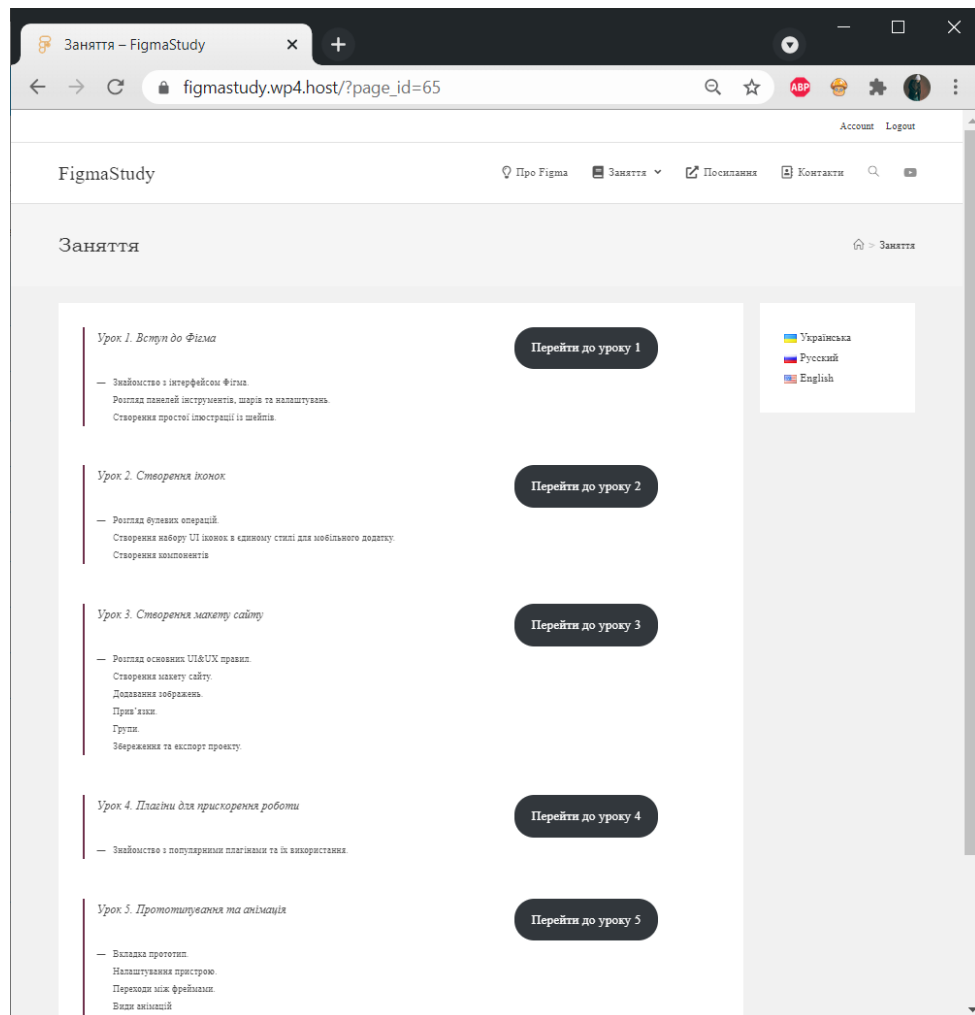 Заняття – FigmaStudy
figmastudy.wp4.host/?page_id=65
ABP
Account Logout
FigmaStudy
Про Figma Заняття Посилання Контакти
Заняття
> Заняття
Урок 1. Вступ до Фігма
Перейти до уроку 1
— Знайомство з інтерфейсом Фігма.
Розгляд панелей інструментів, шарів та налаштувань.
Створення простої ілюстрації із шейпів.
Українська
Русский
English
Урок 2. Створення іконок
Перейти до уроку 2
— Розгляд булевих операцій.
Створення набору UI іконок в єдиному стилі для мобільного додатку.
Створення компонентів
Урок 3. Створення макету сайту
Перейти до уроку 3
— Розгляд основних UI&UX правил.
Створення макету сайту.
Додавання зображень.
Прив’язки.
Групи.
Збереження та експорт проекту.
Урок 4. Плагіни для прискорення роботи
Перейти до уроку 4
— Знайомство з популярними плагінами та їх використання.
Урок 5. Прототипування та анімація
Перейти до уроку 5
— Вкладка прототип.
Налаштування пристрою.
Переходи між фреймами.
Види анімацій